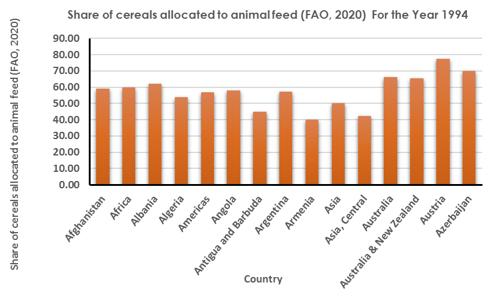 Share of cereals allocated to animal feed (FAO, 2020)  For the Year 1994
Share of cereals allocated to animal feed (FAO, 2020)
90.00
80.00
70.00
60.00
50.00
40.00
30.00
20.00
10.00
0.00
Afghanistan
Africa
Albania
Algeria
Americas
Angola
Antigua and Barbuda
Argentina
Armenia
Asia
Asia, Central
Australia
Australia & New Zealand
Austria
Azerbaijan
Country